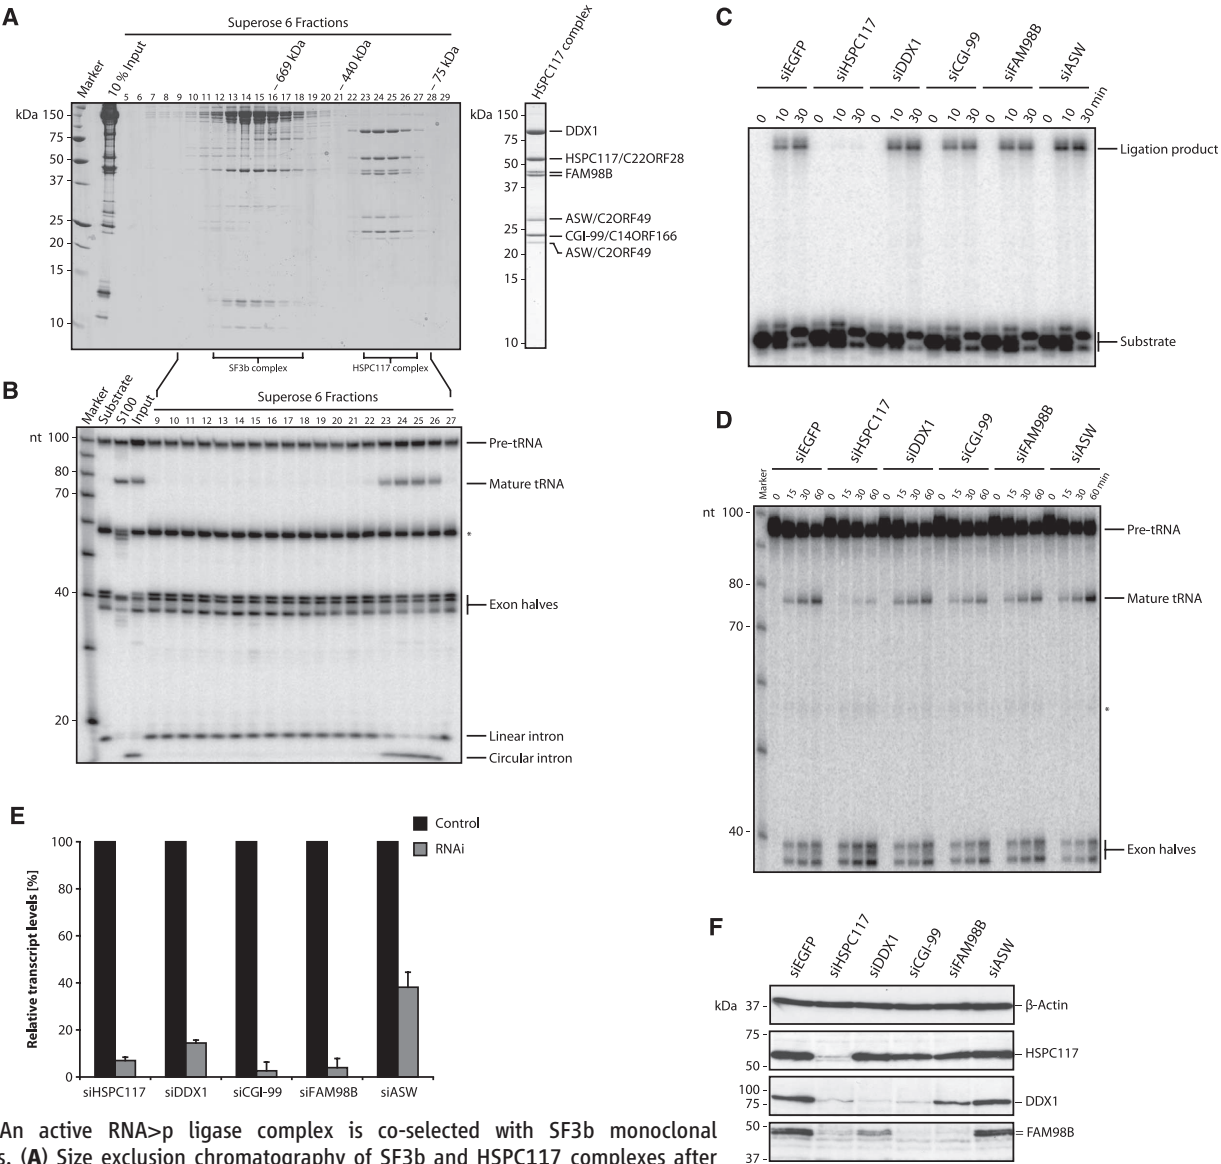 A
Superose 6 Fractions
Marker
10 % Input
– 669 kDa
– 440 kDa
– 75 kDa
5 6 7 8 9 10 11 12 13 14 15 16 17 18 19 20 21 22 23 24 25 26 27 28 29
kDa 150
75
50
37
25
20
15
10
SF3b complex
HSPC117 complex
HSPC117 complex
kDa 150
75
50
37
25
20
15
10
DDX1
HSPC117/C22ORF28
FAM98B
ASW/C2ORF49
CGI-99/C14ORF166
ASW/C2ORF49
B
Superose 6 Fractions
Marker
Substrate
S100
Input
9 10 11 12 13 14 15 16 17 18 19 20 21 22 23 24 25 26 27
nt 100
80
70
40
20
Pre-tRNA
Mature tRNA
*
Exon halves
Linear intron
Circular intron
C
siEGFP siHSPC117 siDDX1 siCGI-99 siFAM98B siASW
0 10 30 0 10 30 0 10 30 0 10 30 0 10 30 0 10 30 min
Ligation product
Substrate
D
siEGFP siHSPC117 siDDX1 siCGI-99 siFAM98B siASW
Marker 0 15 30 60 0 15 30 60 0 15 30 60 0 15 30 60 0 15 30 60 0 15 30 60 min
nt 100
80
70
40
Pre-tRNA
Mature tRNA
*
Exon halves
E
Control
RNAi
Relative transcript levels [%]
100
80
60
40
20
0
siHSPC117 siDDX1 siCGI-99 siFAM98B siASW
F
siEGFP siHSPC117 siDDX1 siCGI-99 siFAM98B siASW
kDa 37
β-Actin
75
50
HSPC117
100
75
DDX1
50
37
FAM98B
An active RNA>p ligase complex is co-selected with SF3b monoclonal
s. (A) Size exclusion chromatography of SF3b and HSPC117 complexes after